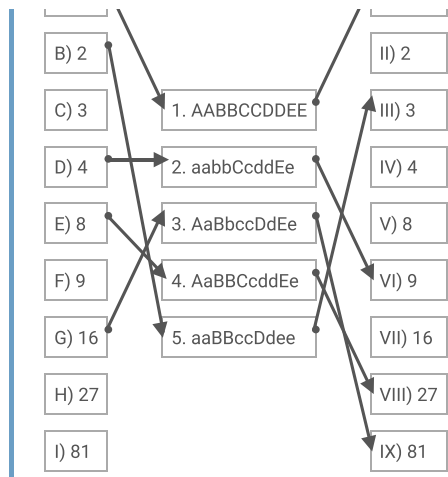 B) 2
C) 3
D) 4
E) 8
F) 9
G) 16
H) 27
I) 81
1. AABBCCDDEE
2. aabbCcddEe
3. AaBbccDdEe
4. AaBBCcddEe
5. aaBBccDdee
II) 2
III) 3
IV) 4
V) 8
VI) 9
VII) 16
VIII) 27
IX) 81